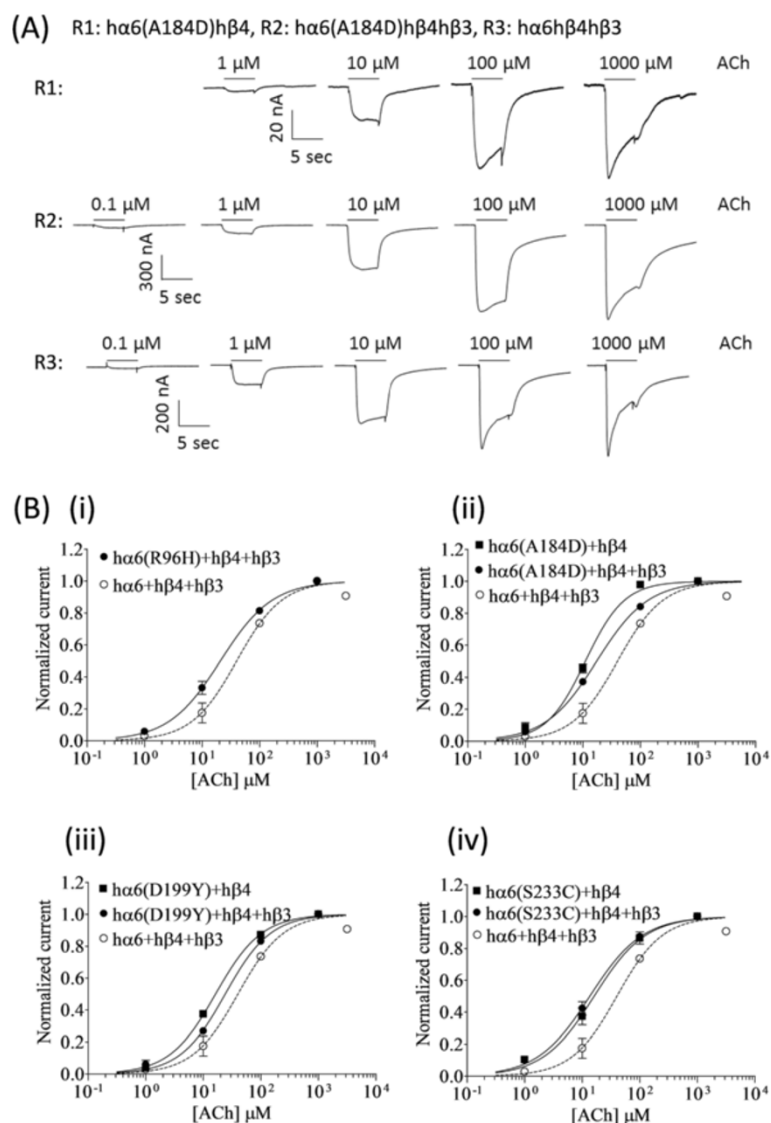 (A) R1: hα6(A184D)hβ4, R2: hα6(A184D)hβ4hβ3, R3: hα6hβ4hβ3
1 μM 10 μM 100 μM 1000 μM ACh
R1:
20 nA
5 sec
0.1 μM 1 μM 10 μM 100 μM 1000 μM ACh
R2:
300 nA
5 sec
0.1 μM 1 μM 10 μM 100 μM 1000 μM ACh
R3:
200 nA
5 sec
(B) (i)
hα6(R96H)+hβ4+hβ3
hα6+hβ4+hβ3
Normalized current
1.2
1.0
0.8
0.6
0.4
0.2
0.0
10⁻¹ 10⁰ 10¹ 10² 10³ 10⁴
[ACh] μM
(ii)
hα6(A184D)+hβ4
hα6(A184D)+hβ4+hβ3
hα6+hβ4+hβ3
Normalized current
1.2
1.0
0.8
0.6
0.4
0.2
0.0
10⁻¹ 10⁰ 10¹ 10² 10³ 10⁴
[ACh] μM
(iii)
hα6(D199Y)+hβ4
hα6(D199Y)+hβ4+hβ3
hα6+hβ4+hβ3
Normalized current
1.2
1.0
0.8
0.6
0.4
0.2
0.0
10⁻¹ 10⁰ 10¹ 10² 10³ 10⁴
[ACh] μM
(iv)
hα6(S233C)+hβ4
hα6(S233C)+hβ4+hβ3
hα6+hβ4+hβ3
Normalized current
1.2
1.0
0.8
0.6
0.4
0.2
0.0
10⁻¹ 10⁰ 10¹ 10² 10³ 10⁴
[ACh] μM